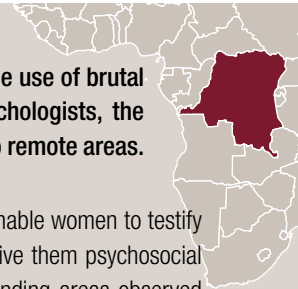 e use of brutal
chologists, the
o remote areas.
nable women to testify
ive them psychosocial
nding areas observed